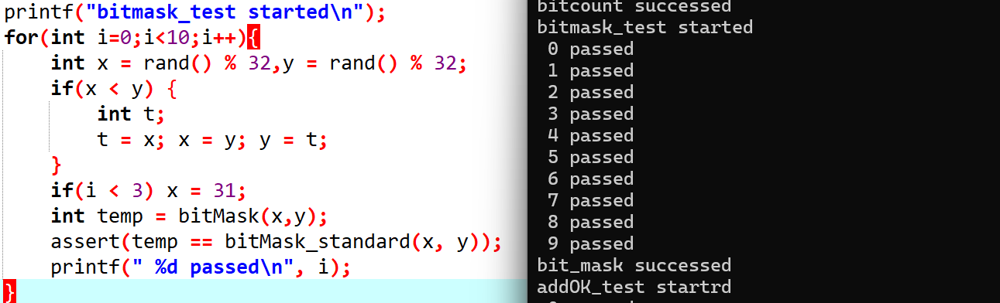 printf("bitmask_test started\n");
for(int i=0;i<10;i++){
int x = rand() % 32,y = rand() % 32;
if(x < y) {
int t;
t = x; x = y; y = t;
}
if(i < 3) x = 31;
int temp = bitMask(x,y);
assert(temp == bitMask_standard(x, y));
printf(" %d passed\n", i);
}
bitcount successed
bitmask_test started
0 passed
1 passed
2 passed
3 passed
4 passed
5 passed
6 passed
7 passed
8 passed
9 passed
bit_mask successed
addOK_test startrd